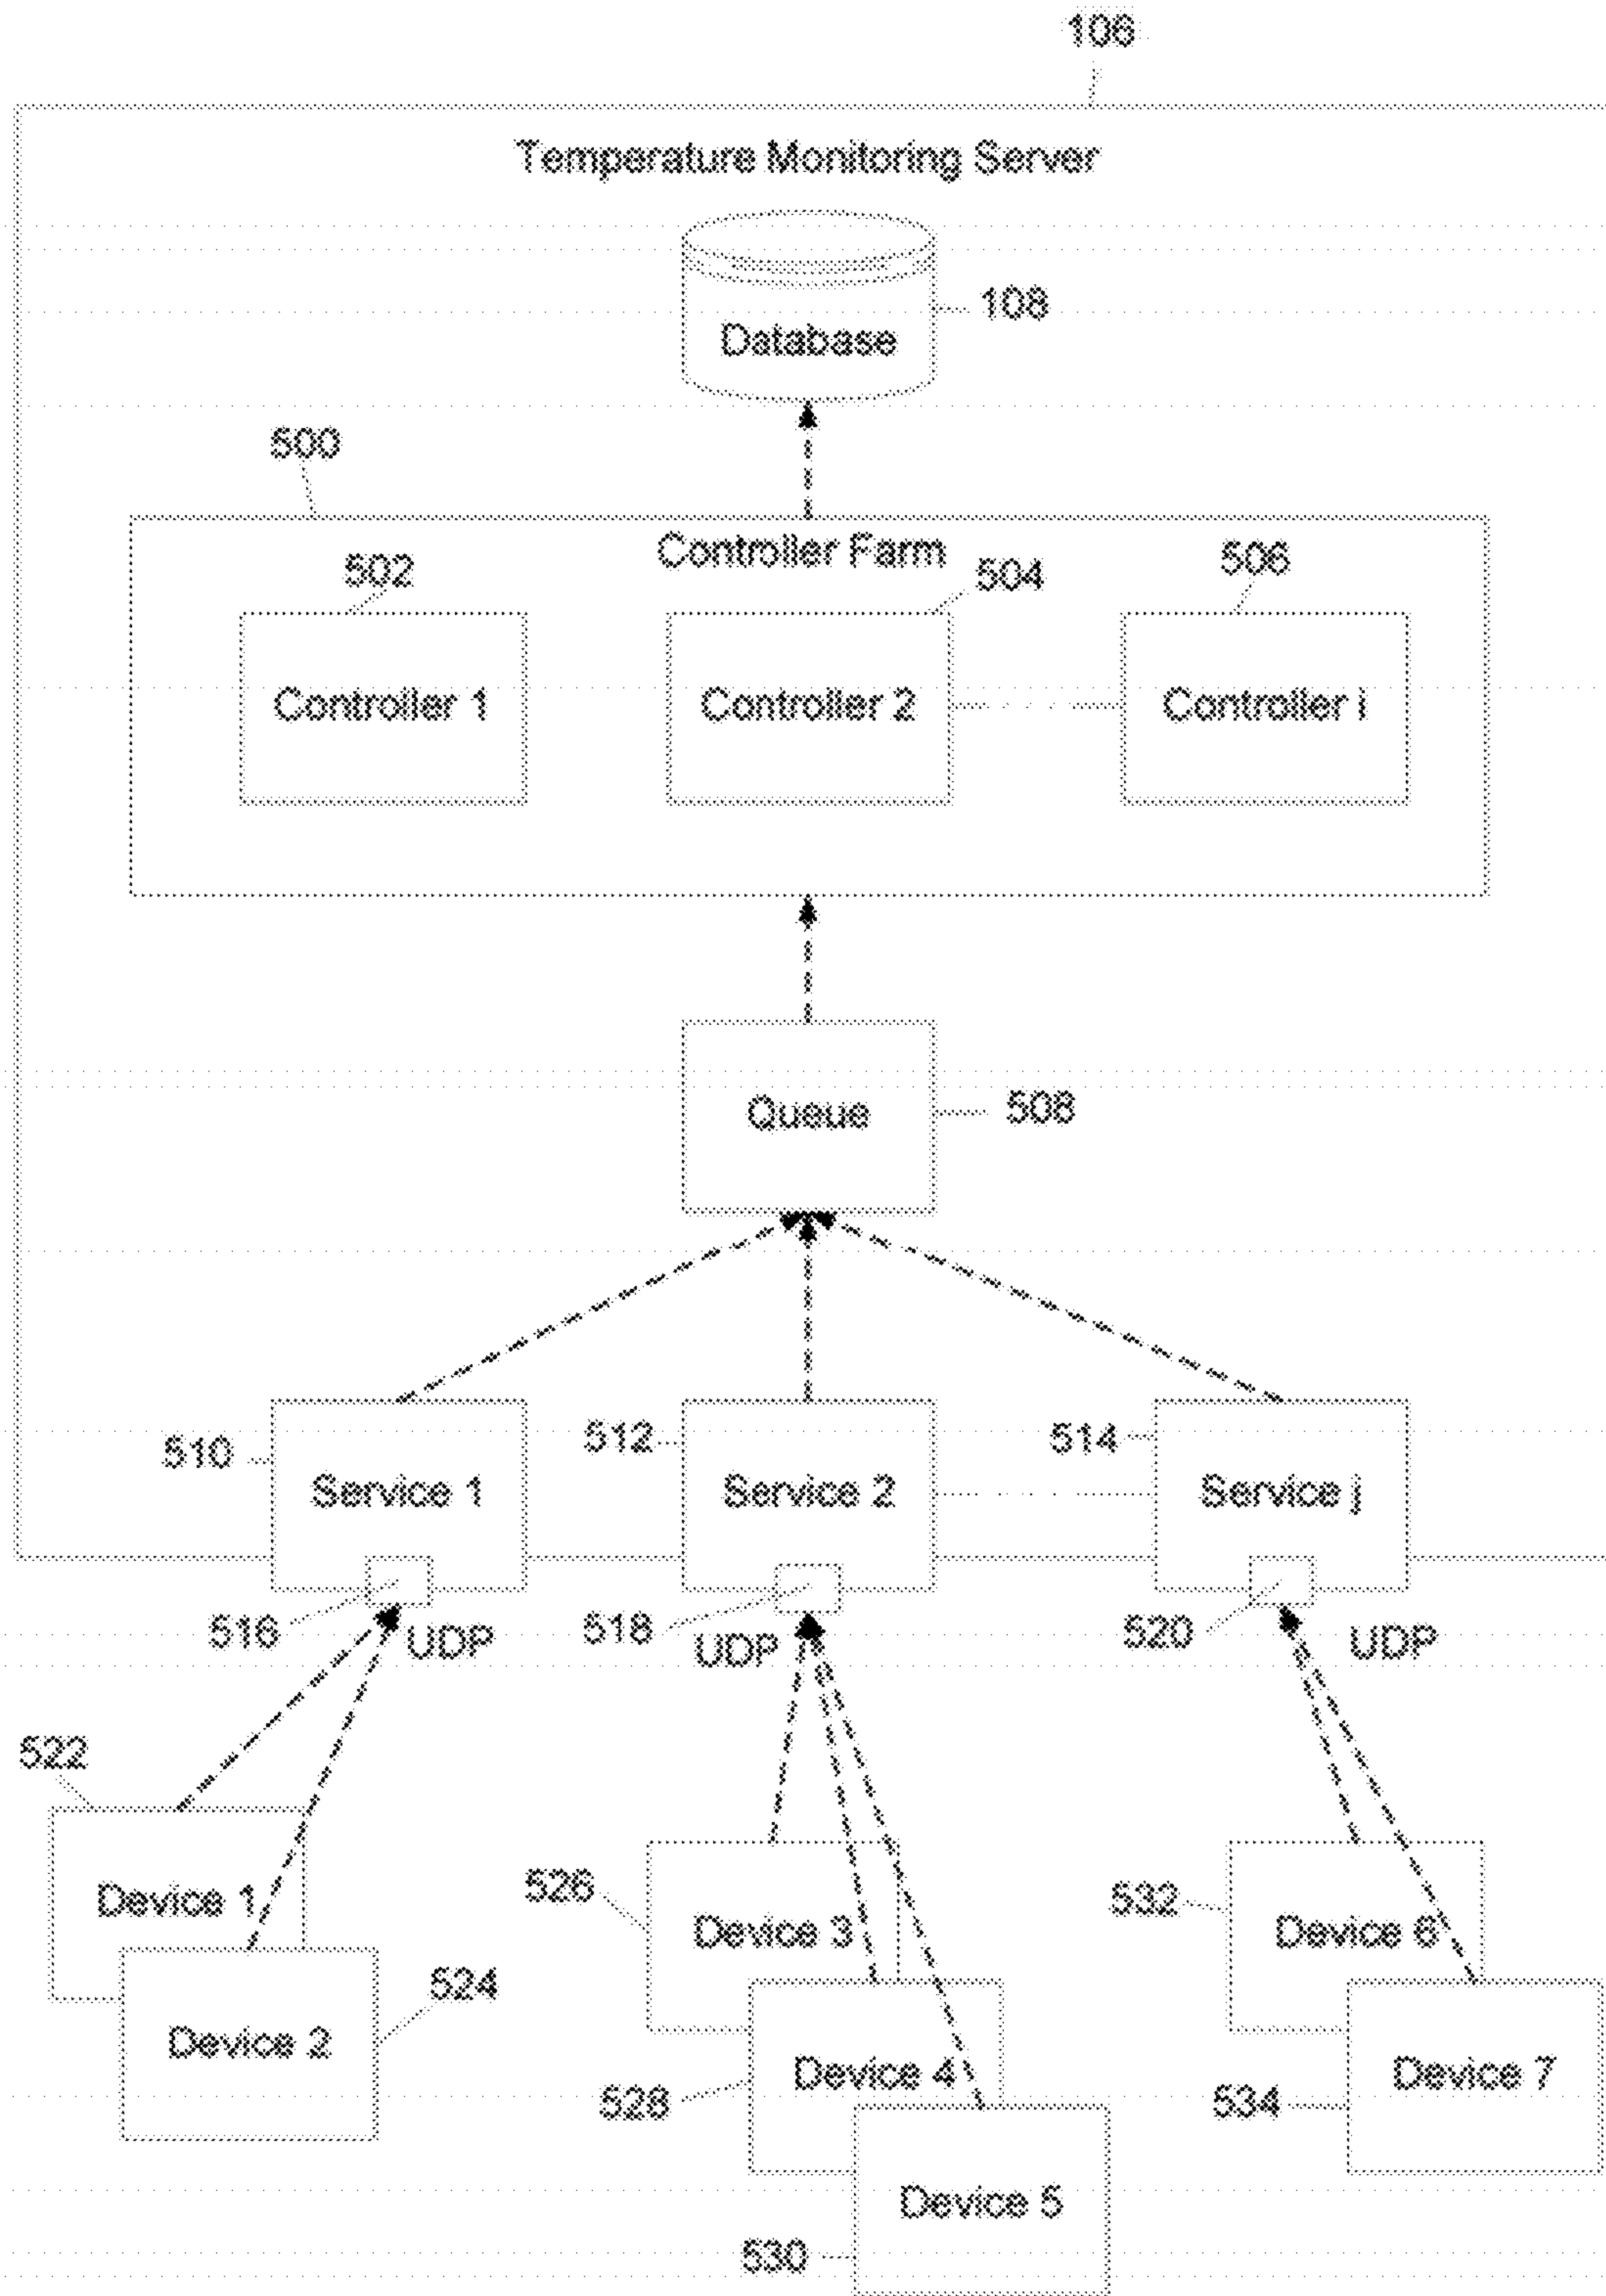 106
Temperature Monitoring Server
108
Database
500
Controller Farm
502
504
506
Controller 1
Controller 2
Controller i
Queue
508
510
512
514
Service 1
Service 2
Service j
516
UDP
518
UDP
520
UDP
522
Device 1
524
Device 2
526
Device 3
528
Device 4
530
Device 5
532
Device 6
534
Device 7